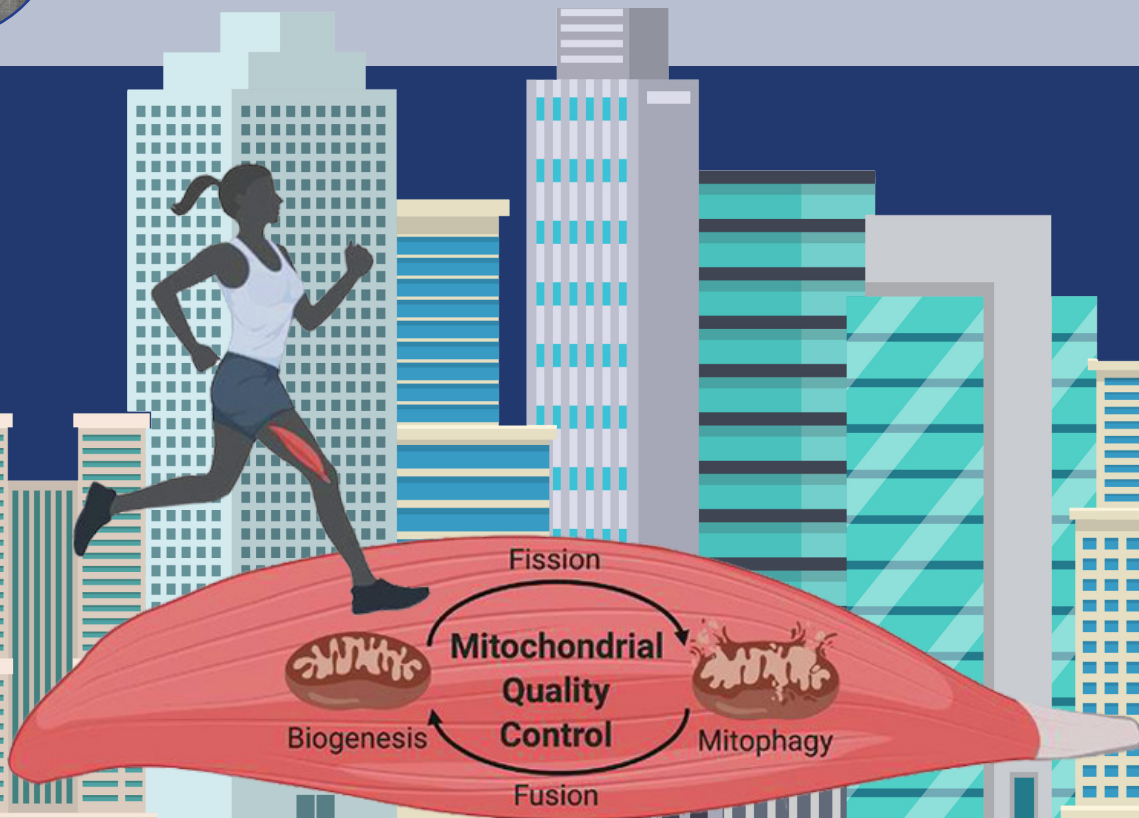 Fission
Mitochondrial
Quality
Control
Biogenesis
Mitophagy
Fusion